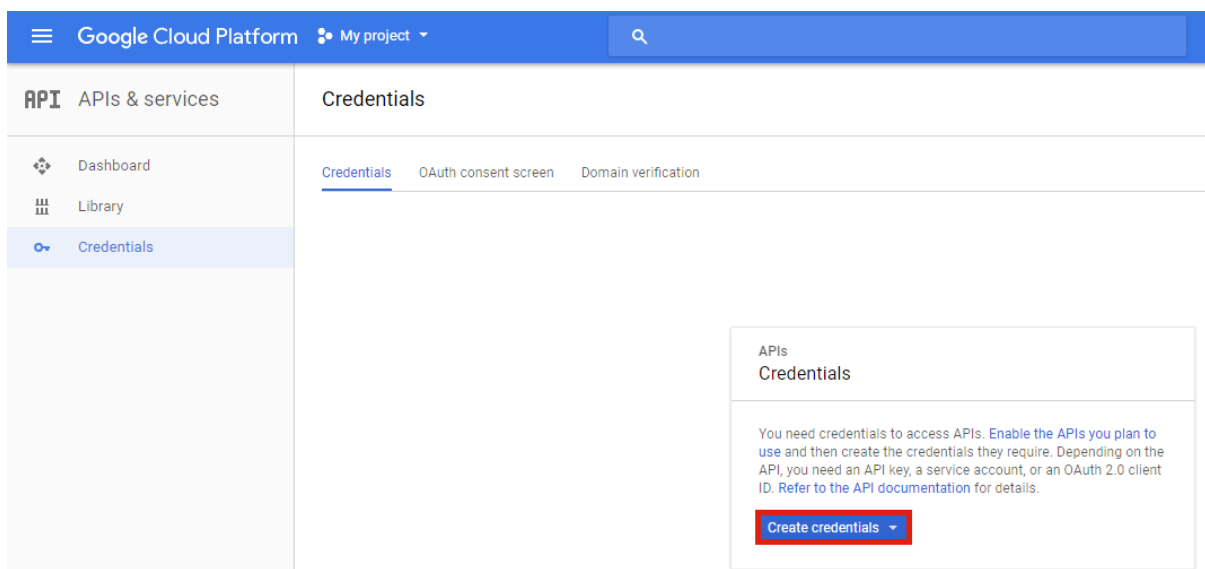 Google Cloud Platform My project
API APIs & services
Credentials
Dashboard
Library
Credentials
Credentials OAuth consent screen Domain verification
APIs
Credentials
You need credentials to access APIs. Enable the APIs you plan to
use and then create the credentials they require. Depending on the
API, you need an API key, a service account, or an OAuth 2.0 client
ID. Refer to the API documentation for details.
Create credentials